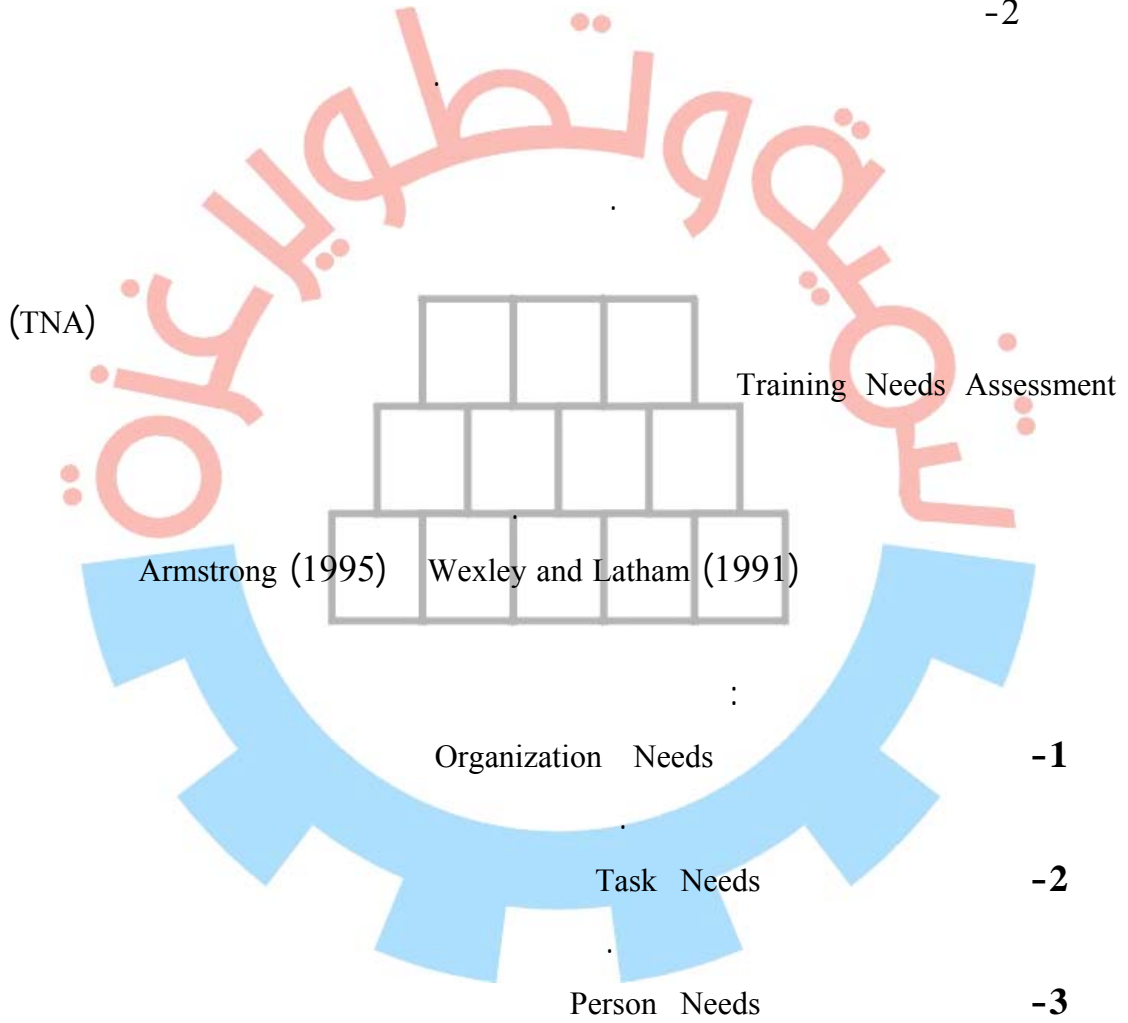 -2
وتطوير
(TNA)
Training Needs Assessment
Wexley and Latham (1991) Armstrong (1995)
:
-1 Organization Needs
-2 Task Needs
-3 Person Needs